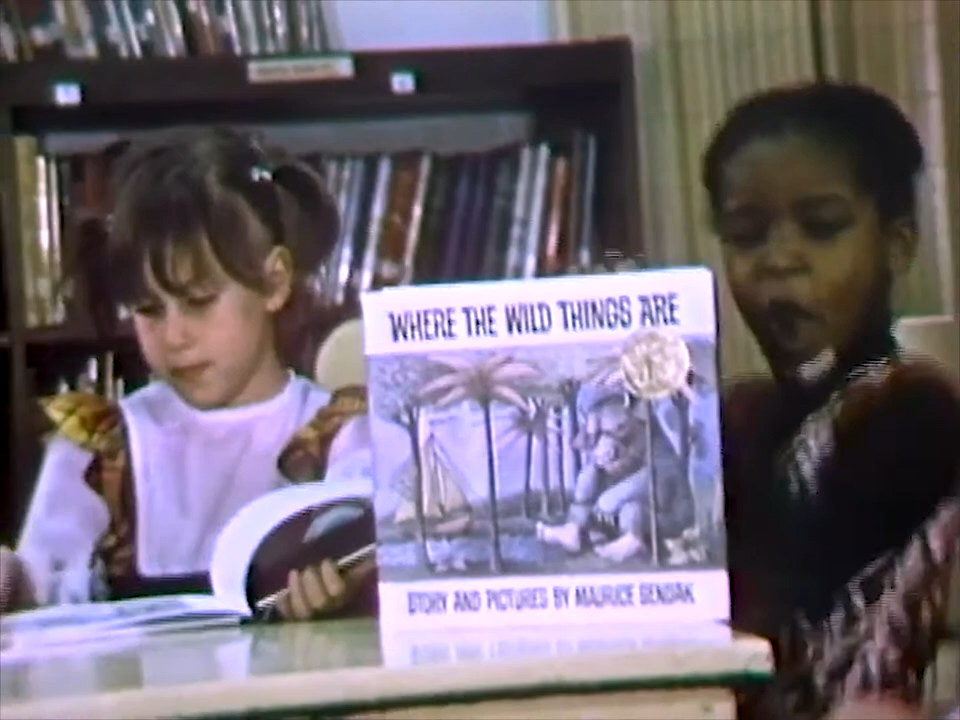 WHERE THE WILD THINGS ARE
STORY AND PICTURES BY MAURICE SENDAK